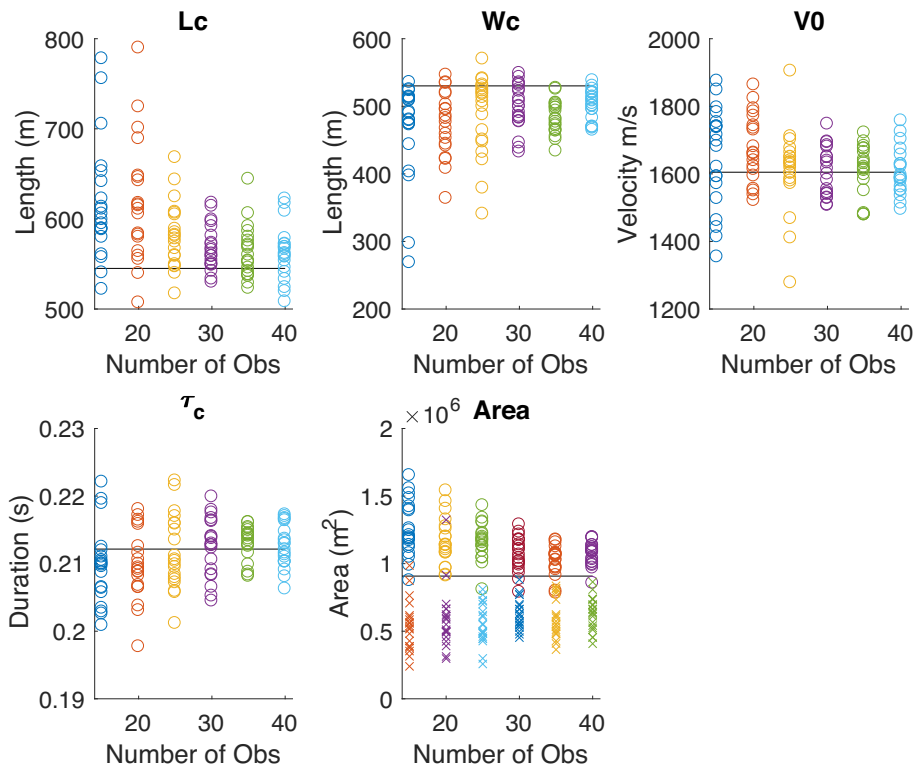 Lc
Wc
V0
800
700
600
500
Length (m)
20
30
40
Number of Obs
600
500
400
300
200
Length (m)
20
30
40
Number of Obs
2000
1800
1600
1400
1200
Velocity m/s
20
30
40
Number of Obs
τc
0.23
0.22
0.21
0.2
0.19
Duration (s)
20
30
40
Number of Obs
× 10^6
Area
2
1.5
1
0.5
0
Area (m²)
20
30
40
Number of Obs